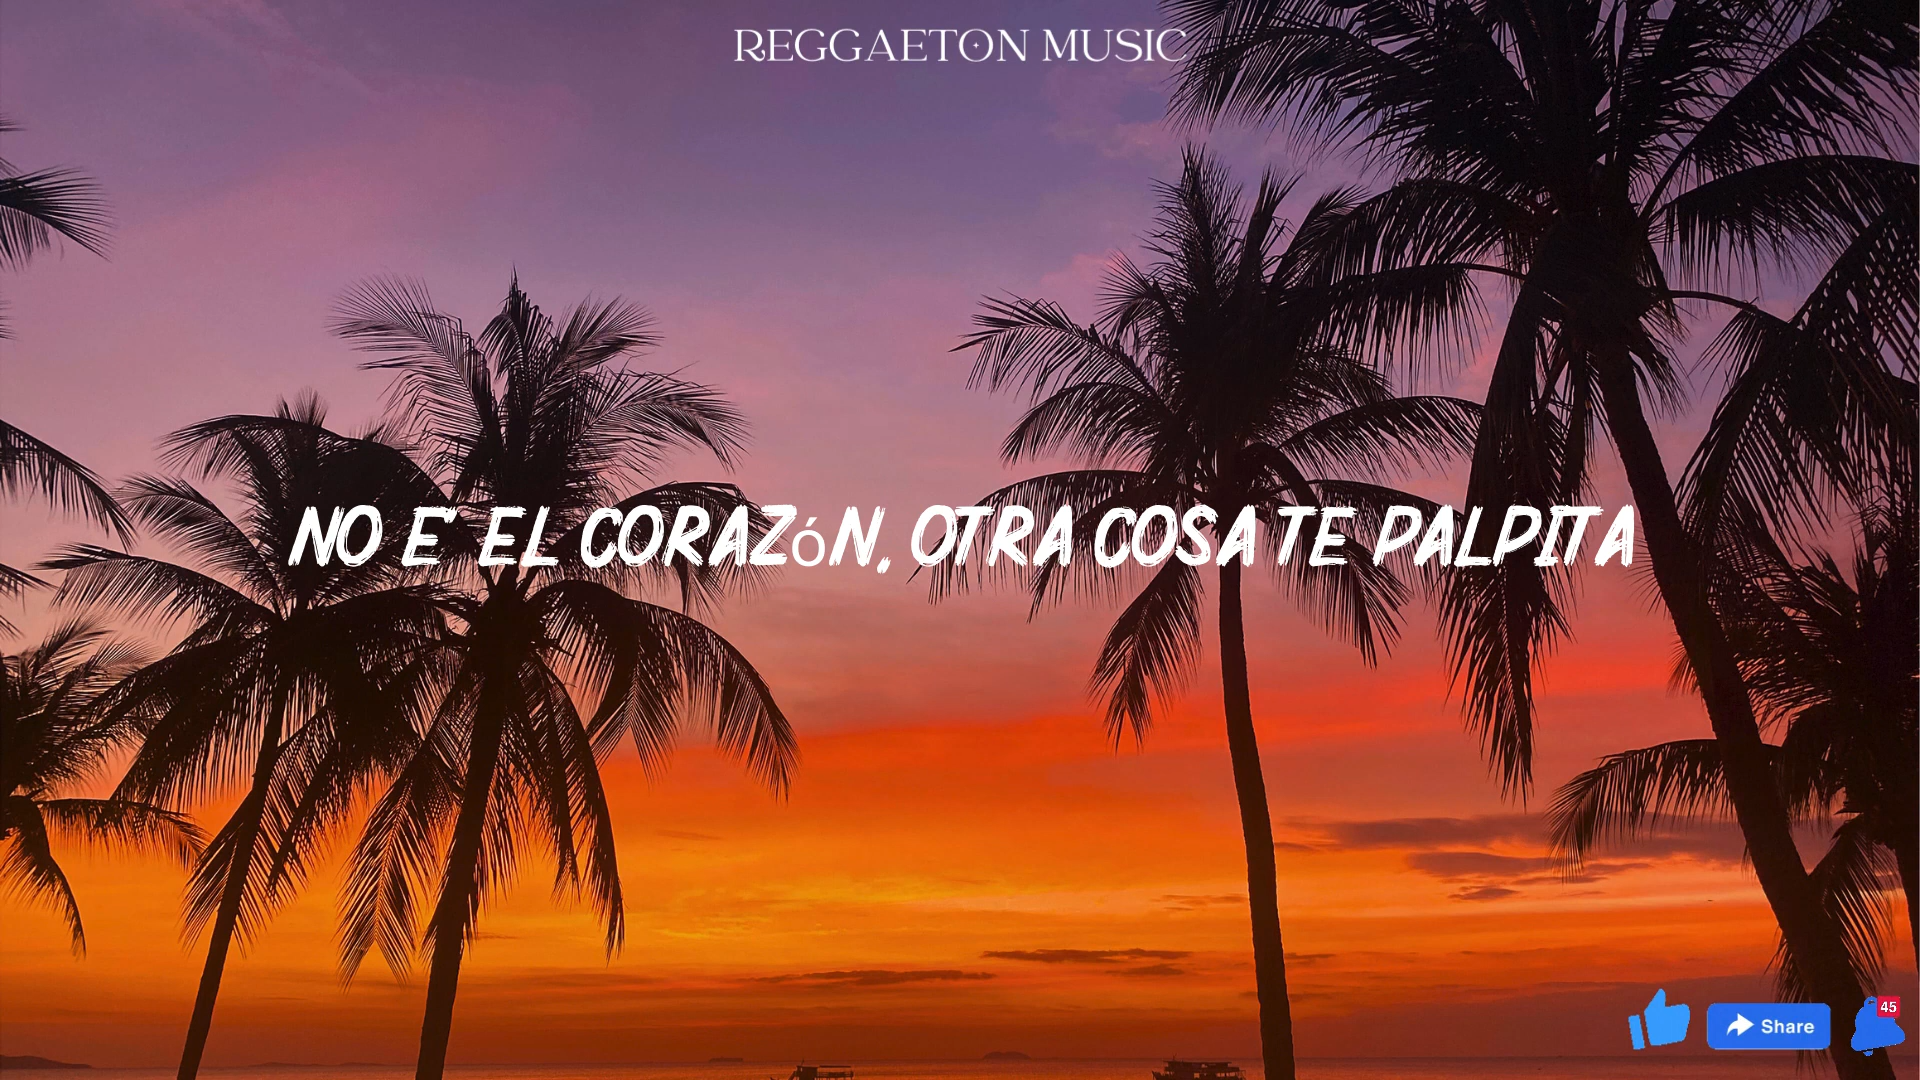 REGGAETON MUSIC
NO E' EL CORAZóN, OTRA COSA TE PALPITA
Share
45